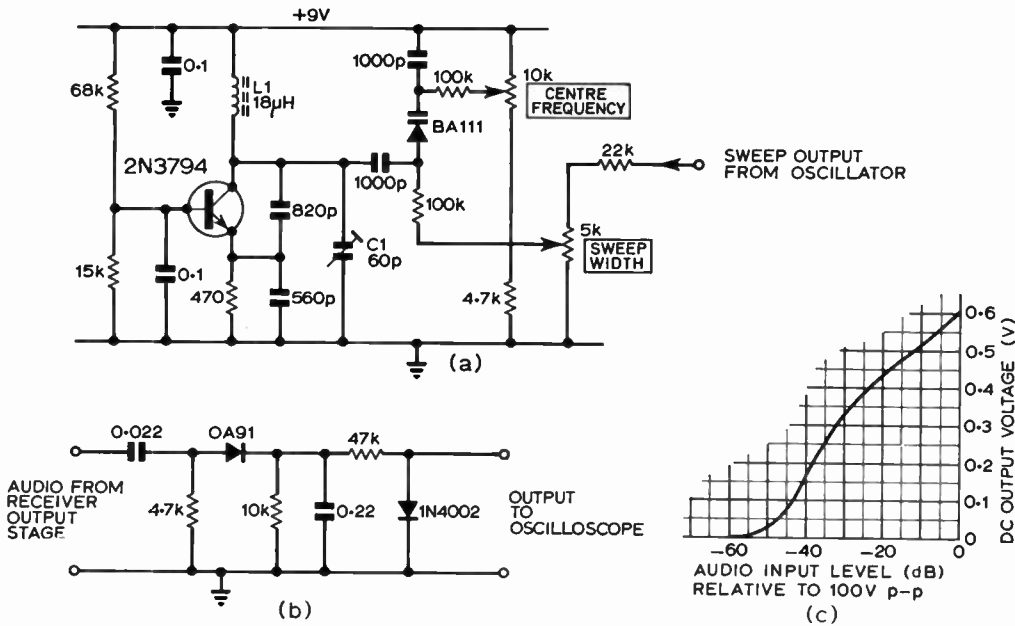 (a)
+9V
68k
0·1
L1
18µH
1000p
100k
10k
CENTRE
FREQUENCY
BA111
2N3794
22k
SWEEP OUTPUT
FROM OSCILLATOR
1000p
100k
820p
5k
SWEEP
WIDTH
C1
60p
15k
0·1
470
560p
4.7k
(a)
0·022
OA91
47k
AUDIO FROM
RECEIVER
OUTPUT
STAGE
4·7k
10k
0·22
1N4002
OUTPUT
TO
OSCILLOSCOPE
(b)
0·6
0·5
0·4
0·3
0·2
0·1
0
DC OUTPUT VOLTAGE (V)
-60
-40
-20
0
AUDIO INPUT LEVEL (dB)
RELATIVE TO 100V p-p
(c)